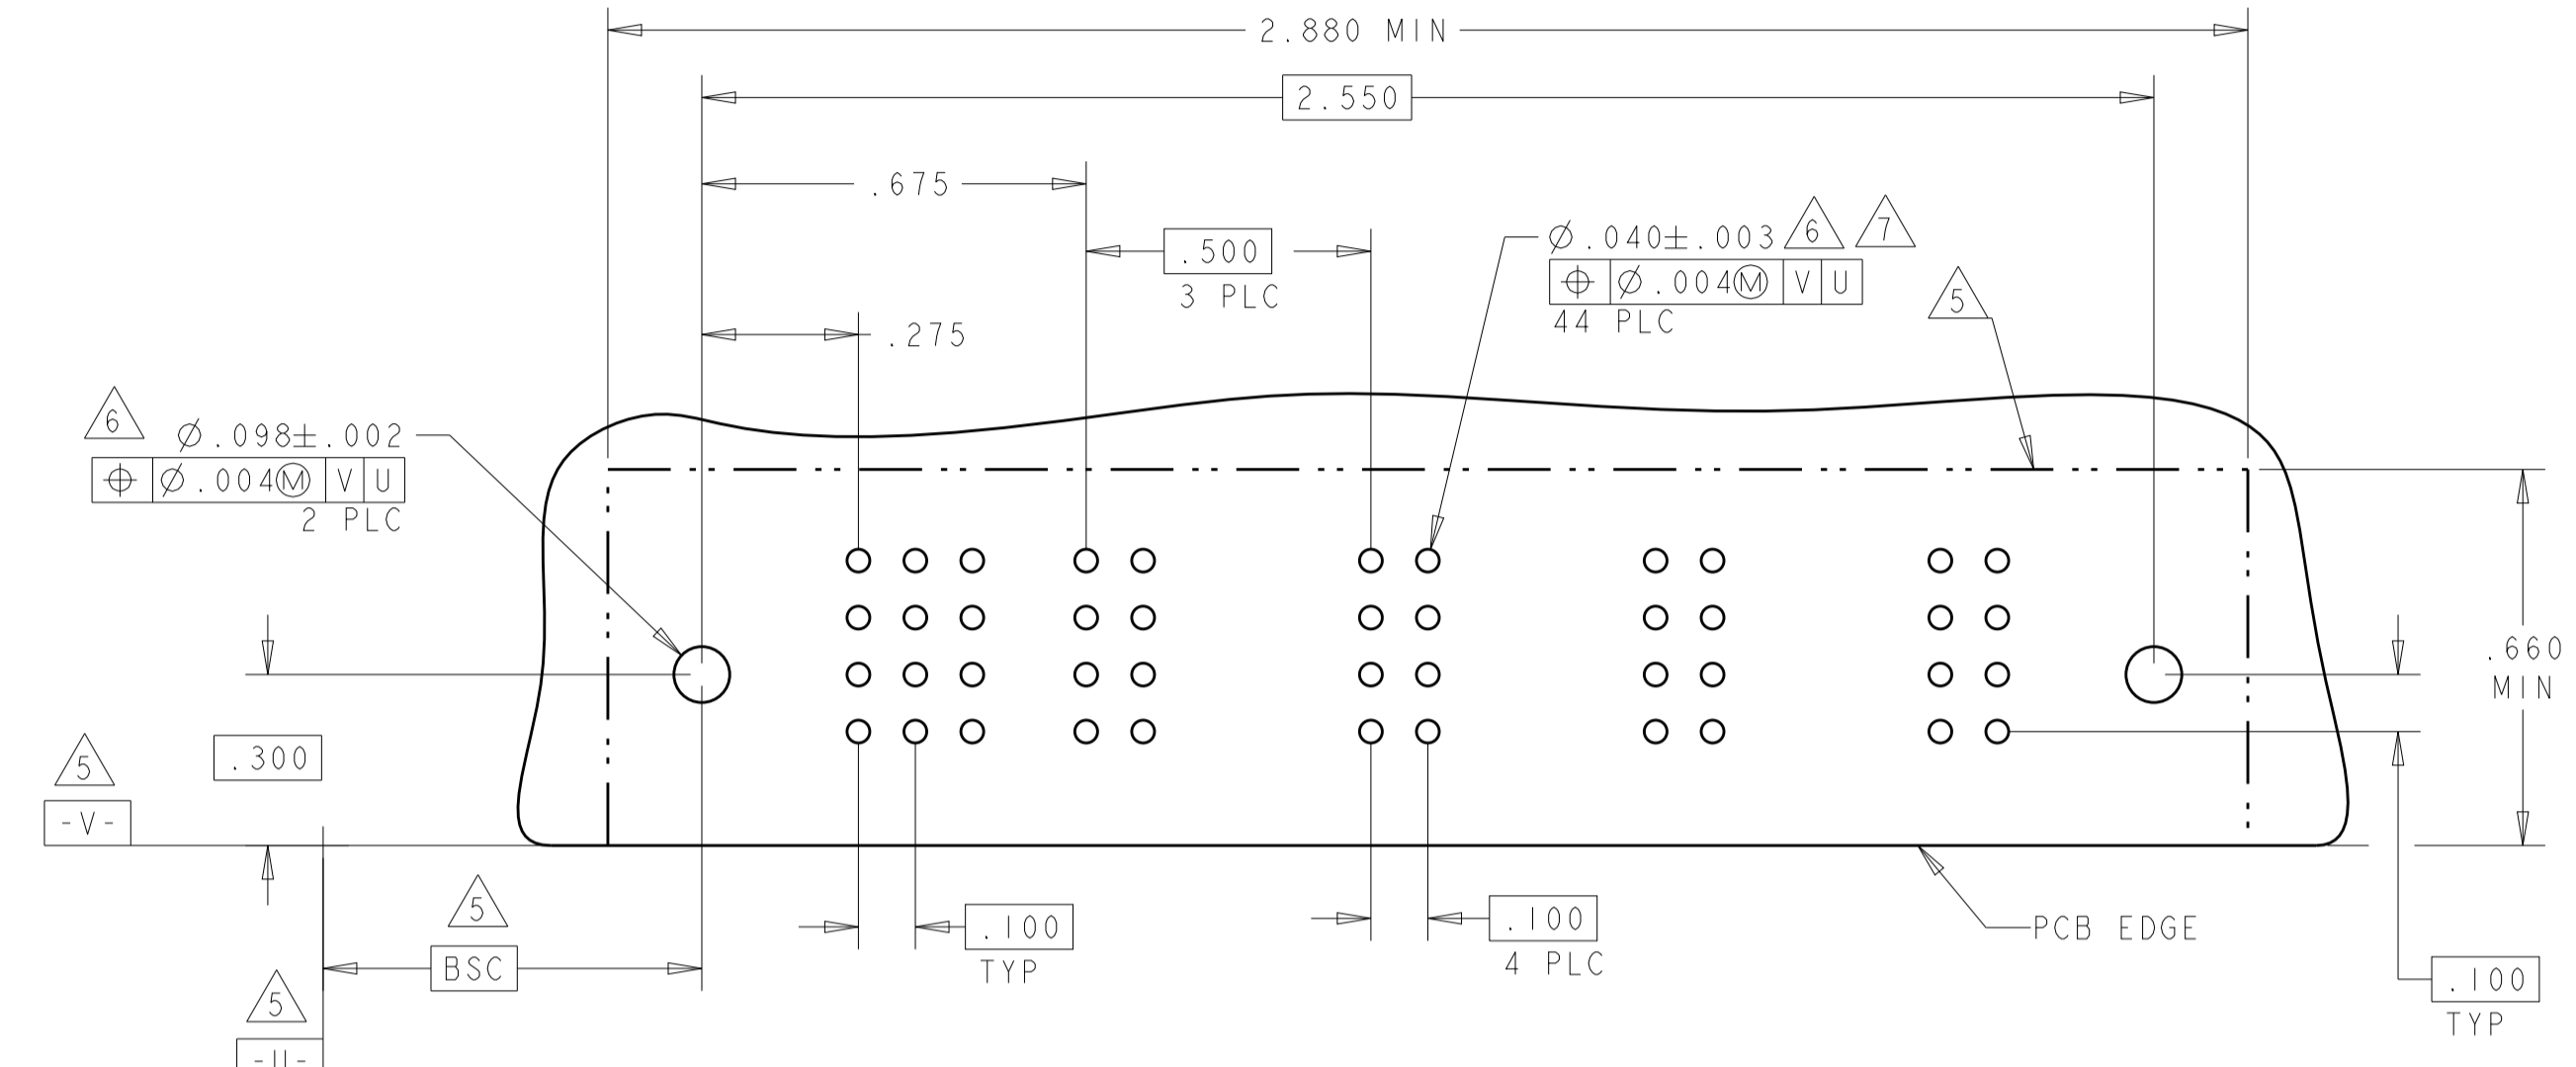 2.880 MIN
2.550
.675
.500
3 PLC
.275
Ø.040±.003 6 7
⌖ Ø.004Ⓜ V U
44 PLC
5
6 Ø.098±.002
⌖ Ø.004Ⓜ V U
2 PLC
.660
MIN
.300
5
-V-
5
BSC
5
-U-
.100
TYP
.100
4 PLC
PCB EDGE
.100
TYP